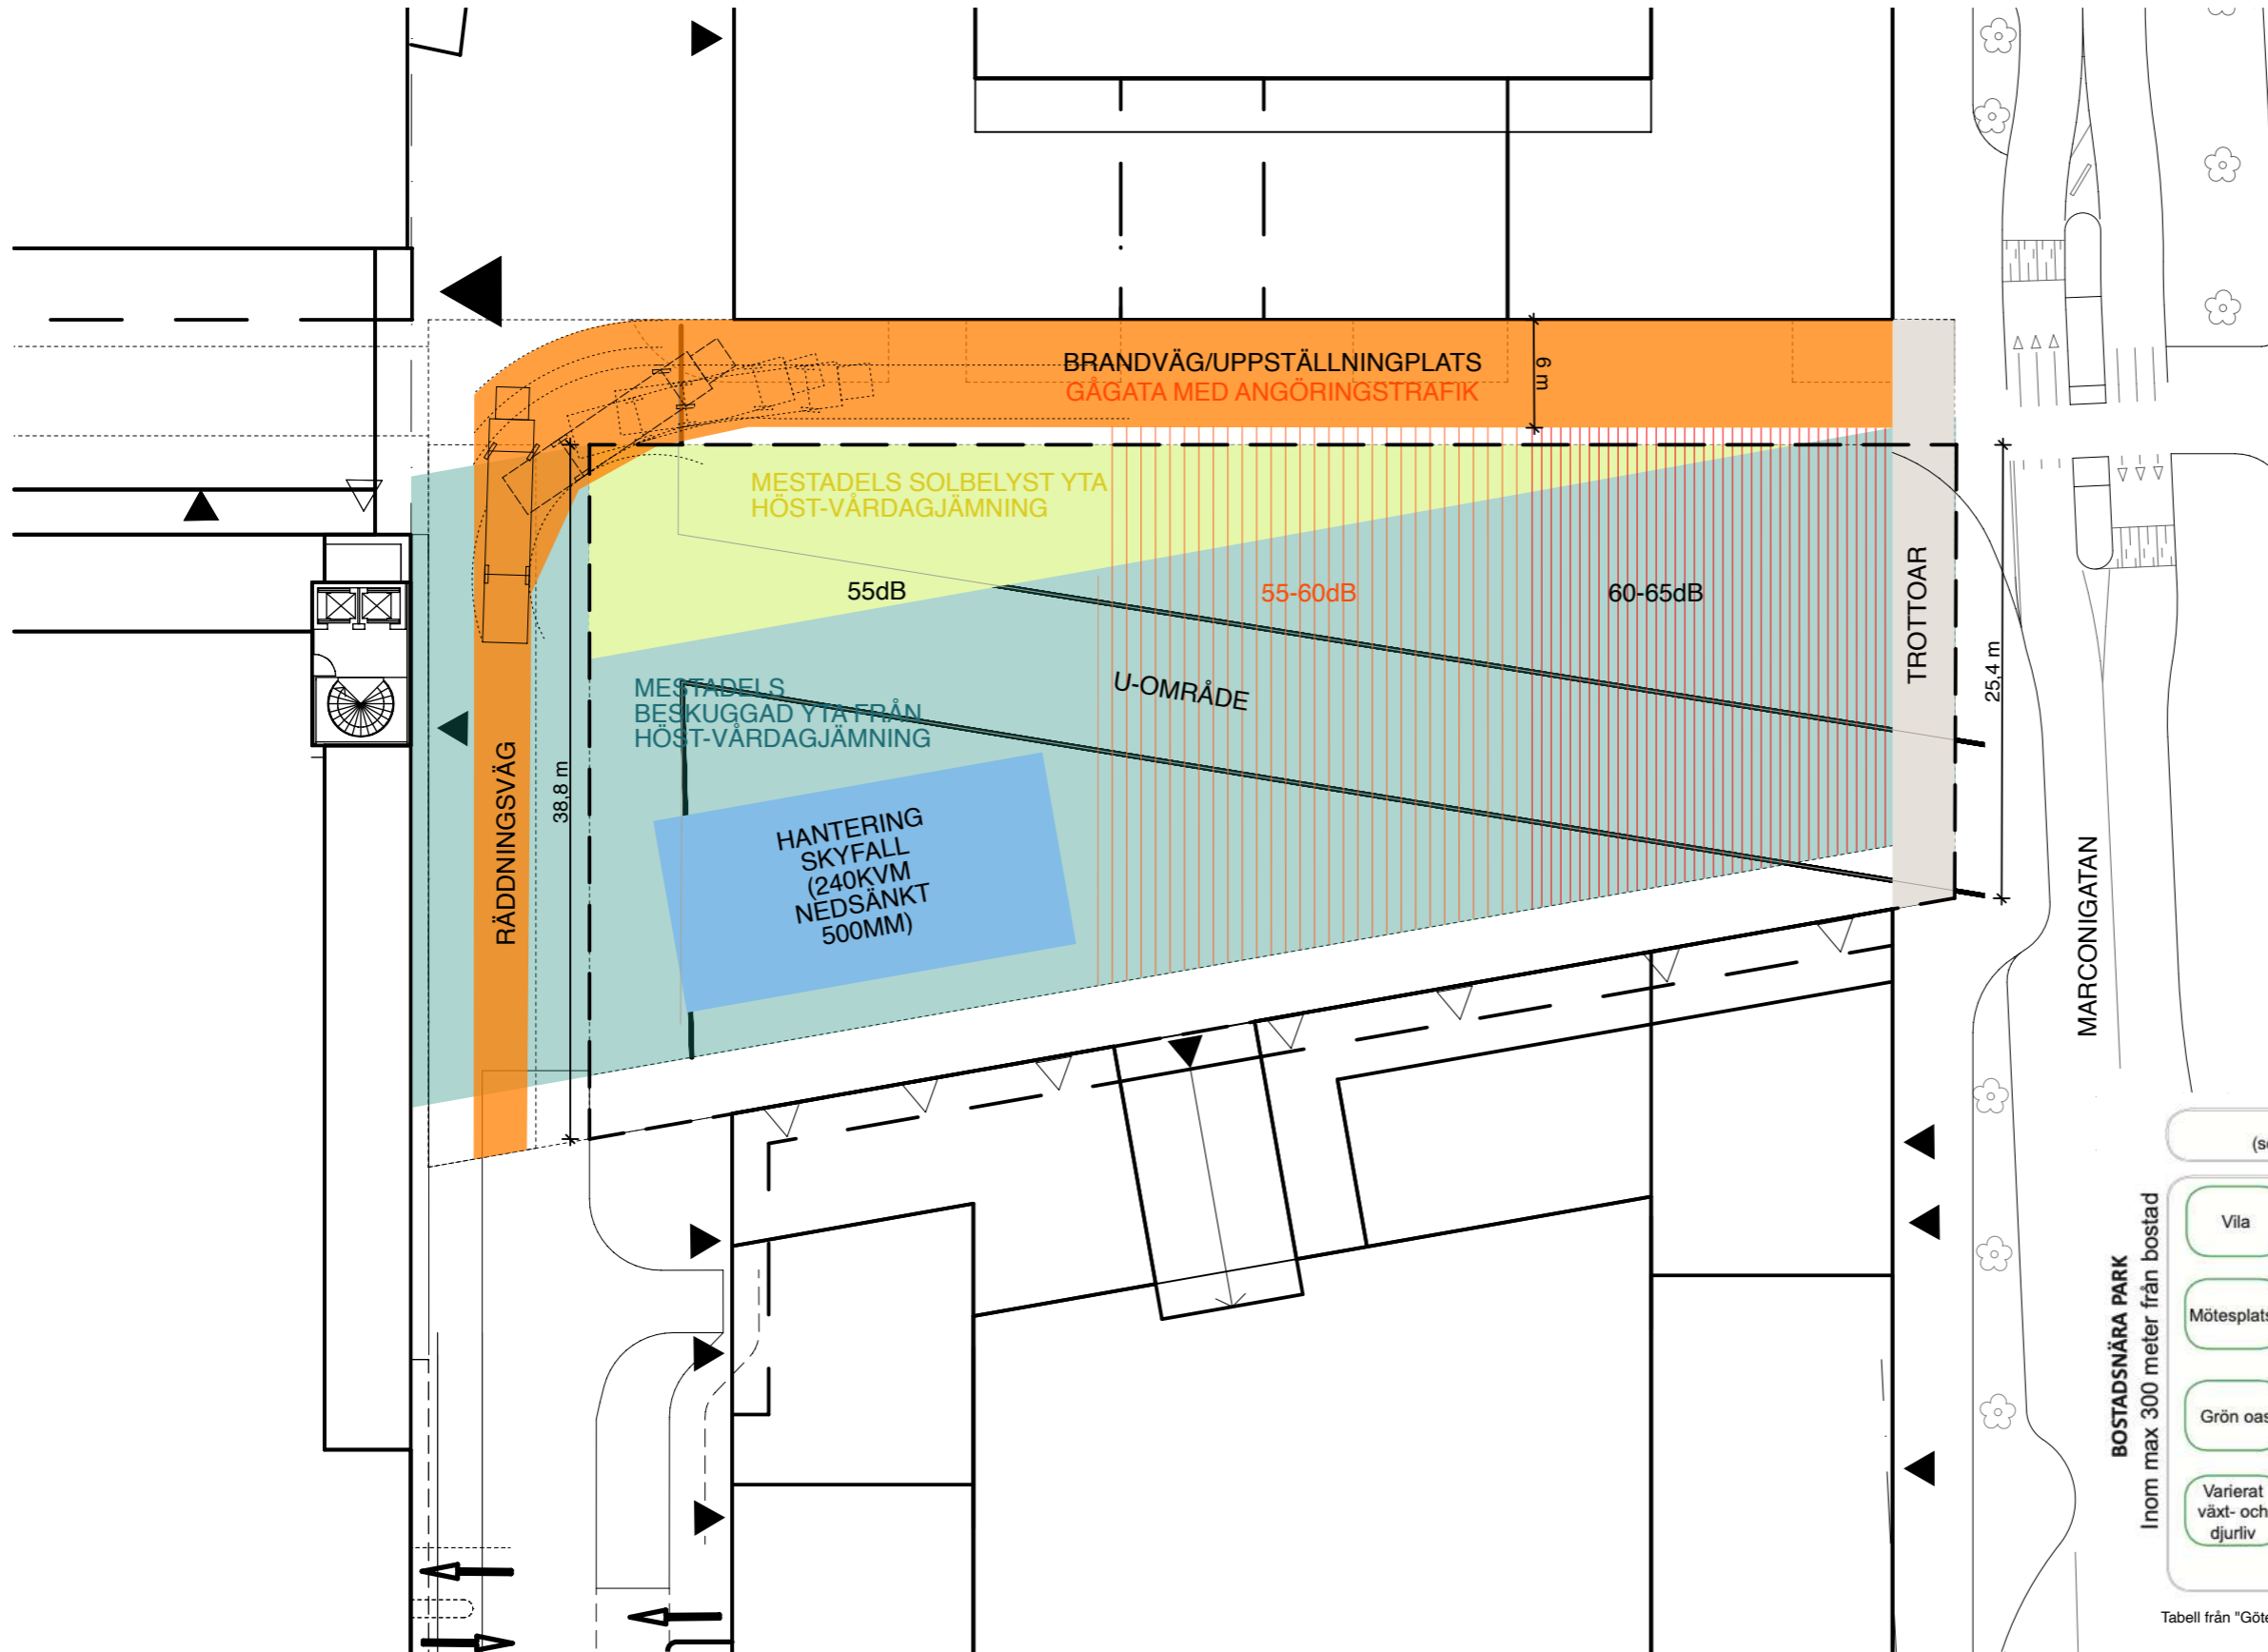 BRANDVÄG/UPPSTÄLLNINGPLATS
GÅGATA MED ANGÖRINGSTRAFIK
6 m
MESTADELS SOLBELYST YTA
HÖST-VÅRDAGJÄMNING
55dB
55-60dB
60-65dB
TROTTOAR
25,4 m
U-OMRÅDE
MESTADELS
BESKUGGAD YTA FRÅN
HÖST-VÅRDAGJÄMNING
RÄDDNINGSVÄG
38,8 m
HANTERING
SKYFALL
(240KVM
NEDSÄNKT
500MM)
MARCONIGATAN
BOSTADSNÄRA PARK
Inom max 300 meter från bostad
Vila
Mötesplats
Grön oas
Varierat
växt- och
djurliv
Tabell från "Göte